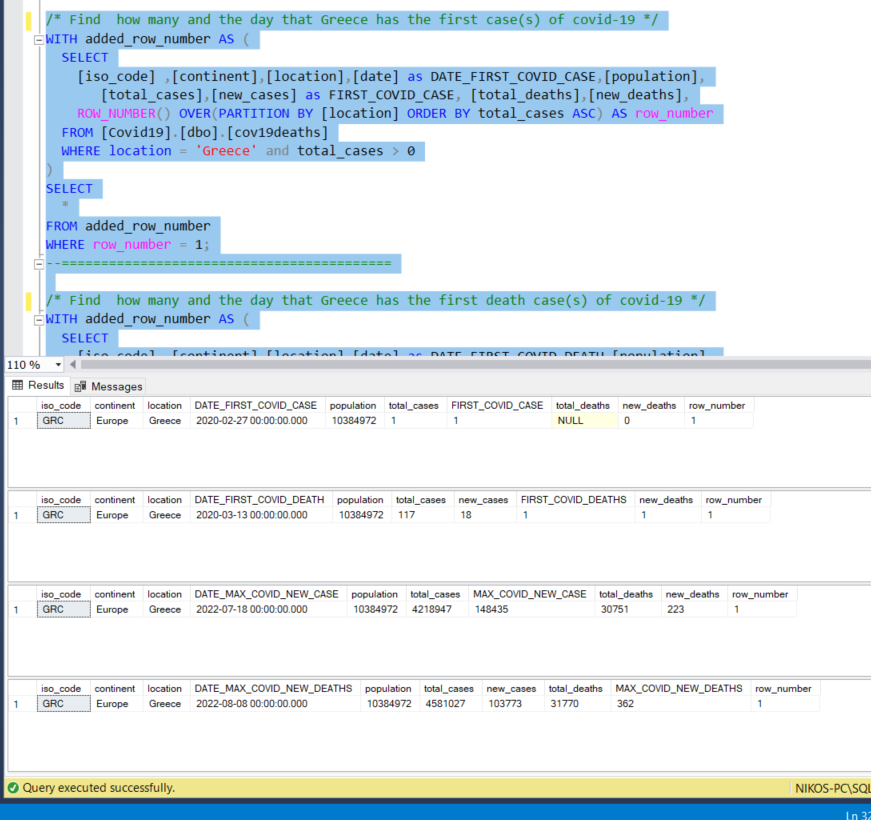 /* Find  how many and the day that Greece has the first case(s) of covid-19 */
WITH added_row_number AS (
SELECT
[iso_code] ,[continent],[location],[date] as DATE_FIRST_COVID_CASE,[population],
[total_cases],[new_cases] as FIRST_COVID_CASE, [total_deaths],[new_deaths],
ROW_NUMBER() OVER(PARTITION BY [location] ORDER BY total_cases ASC) AS row_number
FROM [Covid19].[dbo].[cov19deaths]
WHERE location = 'Greece' and total_cases > 0
)
SELECT
*
FROM added_row_number
WHERE row_number = 1;
--==========================================
/* Find  how many and the day that Greece has the first death case(s) of covid-19 */
WITH added_row_number AS (
SELECT
[iso_code] ,[continent],[location],[date] as DATE_FIRST_COVID_DEATH,[population],
110 %
Results Messages
iso_code continent location DATE_FIRST_COVID_CASE population total_cases FIRST_COVID_CASE total_deaths new_deaths row_number
1 GRC Europe Greece 2020-02-27 00:00:00.000 10384972 1 1 NULL 0 1
iso_code continent location DATE_FIRST_COVID_DEATH population total_cases new_cases FIRST_COVID_DEATHS new_deaths row_number
1 GRC Europe Greece 2020-03-13 00:00:00.000 10384972 117 18 1 1 1
iso_code continent location DATE_MAX_COVID_NEW_CASE population total_cases MAX_COVID_NEW_CASE total_deaths new_deaths row_number
1 GRC Europe Greece 2022-07-18 00:00:00.000 10384972 4218947 148435 30751 223 1
iso_code continent location DATE_MAX_COVID_NEW_DEATHS population total_cases new_cases total_deaths MAX_COVID_NEW_DEATHS row_number
1 GRC Europe Greece 2022-08-08 00:00:00.000 10384972 4581027 103773 31770 362 1
Query executed successfully. NIKOS-PC\SQL
Ln 32